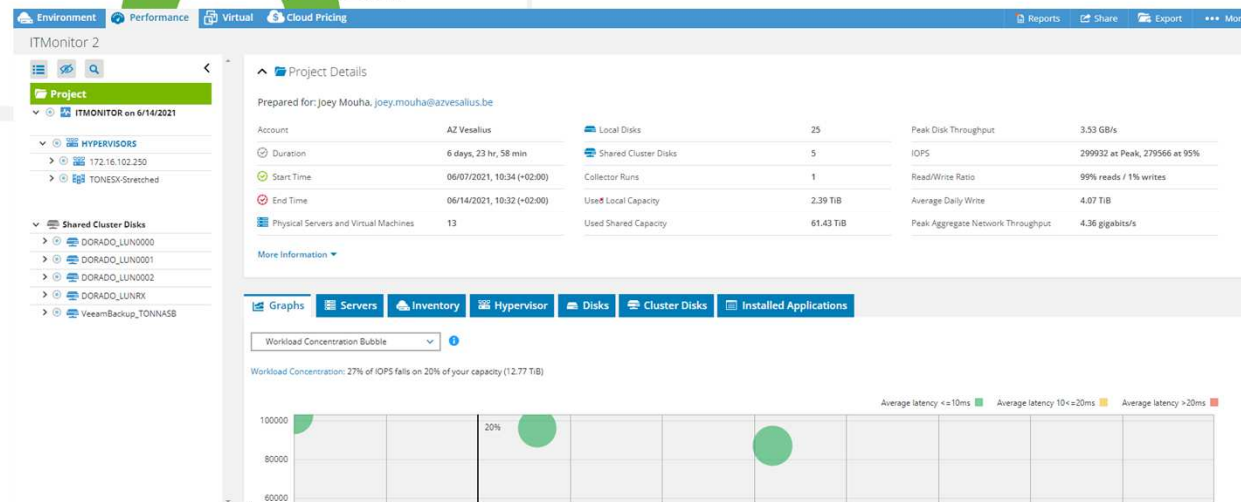 Environment Performance Virtual Cloud Pricing Reports Share Export ••• Mor
ITMonitor 2
Project
ITMONITOR on 6/14/2021
HYPERVISORS
172.16.102.250
TONESX-Stretched
Shared Cluster Disks
DORADO_LUN0000
DORADO_LUN0001
DORADO_LUN0002
DORADO_LUNRX
VeeamBackup_TONNASB
Project Details
Prepared for: Joey Mouha, joey.mouha@azvesalius.be
Account AZ Vesalius Local Disks 25 Peak Disk Throughput 3.53 GB/s
Duration 6 days, 23 hr, 58 min Shared Cluster Disks 5 IOPS 299932 at Peak, 279566 at 95%
Start Time 06/07/2021, 10:34 (+02:00) Collector Runs 1 Read/Write Ratio 99% reads / 1% writes
End Time 06/14/2021, 10:32 (+02:00) Used Local Capacity 2.39 TiB Average Daily Write 4.07 TiB
Physical Servers and Virtual Machines 13 Used Shared Capacity 61.43 TiB Peak Aggregate Network Throughput 4.36 gigabits/s
More Information
Graphs Servers Inventory Hypervisor Disks Cluster Disks Installed Applications
Workload Concentration Bubble
Workload Concentration: 27% of IOPS falls on 20% of your capacity (12.77 TiB)
Average latency <=10ms Average latency 10<=20ms Average latency >20ms
100000
20%
80000
60000